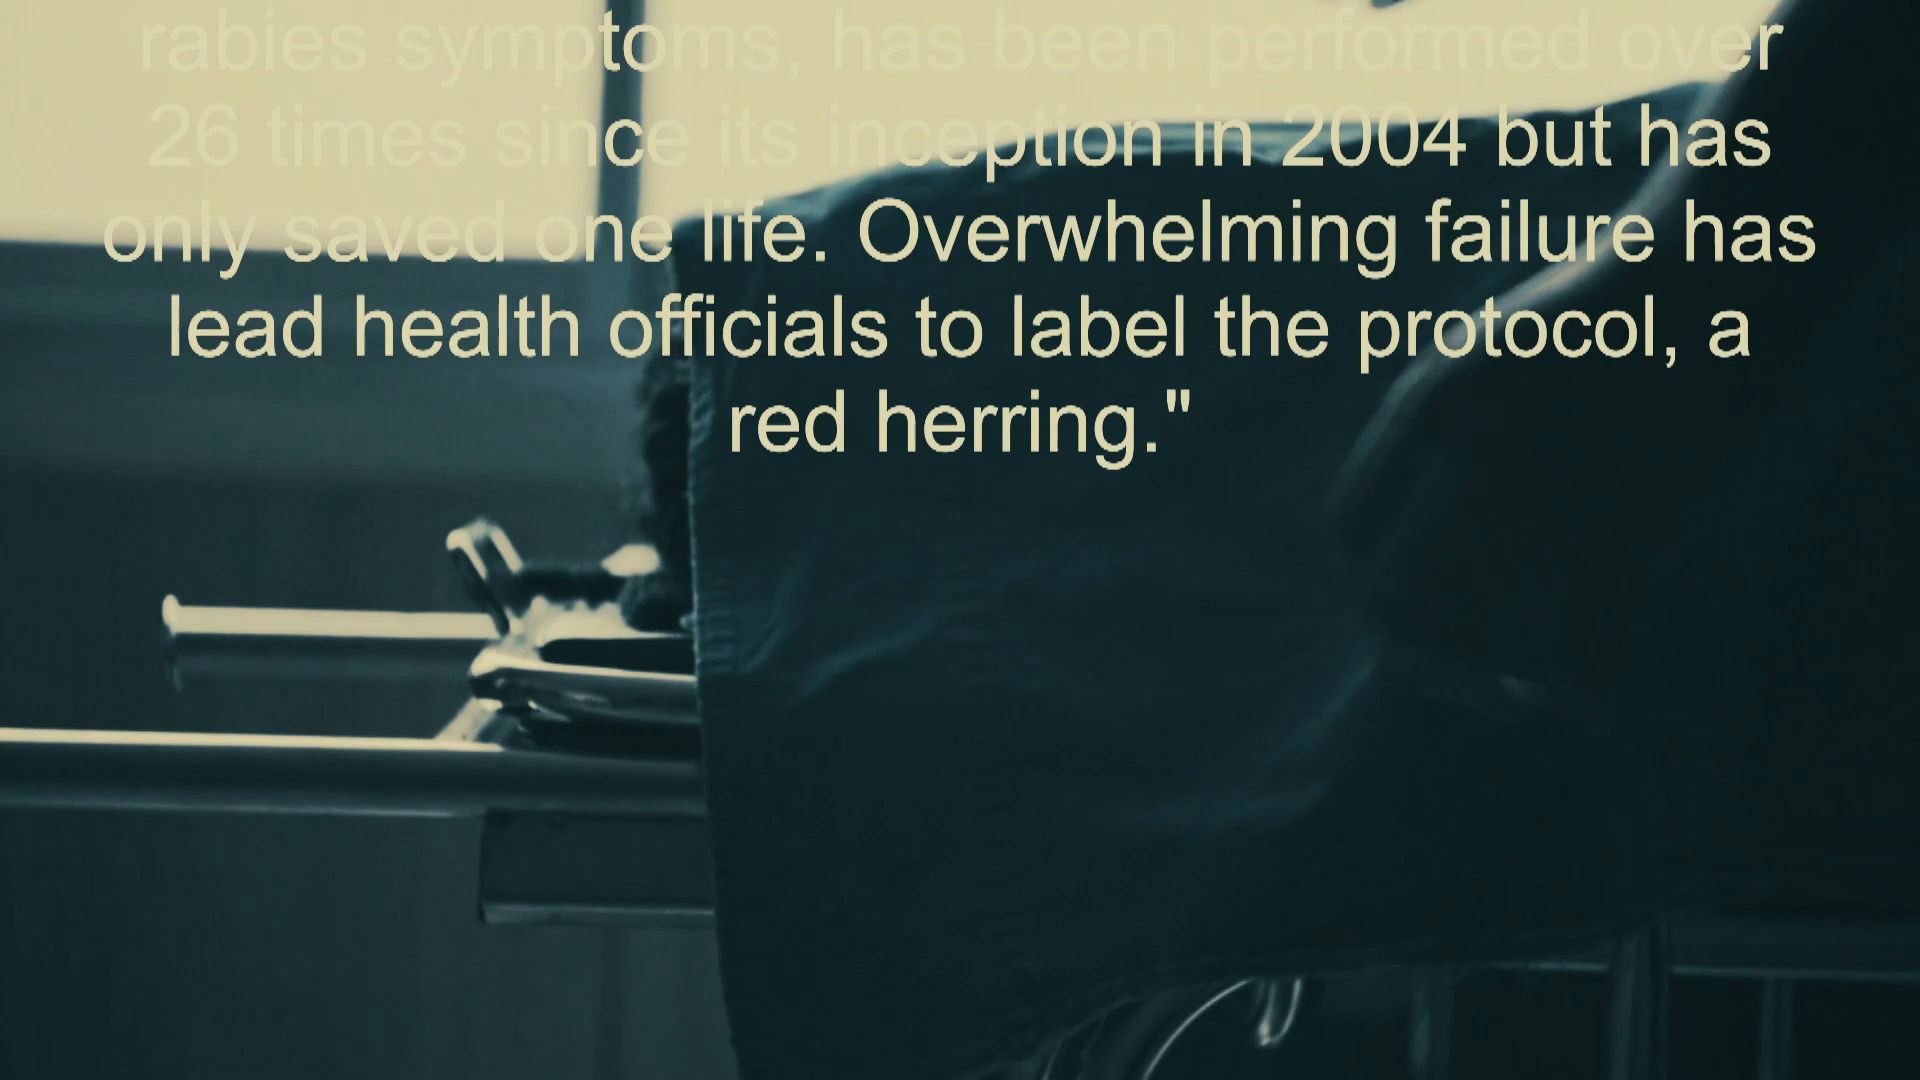 rabies symptoms, has been performed over
26 times since its inception in 2004 but has
only saved one life. Overwhelming failure has
lead health officials to label the protocol, a
red herring."